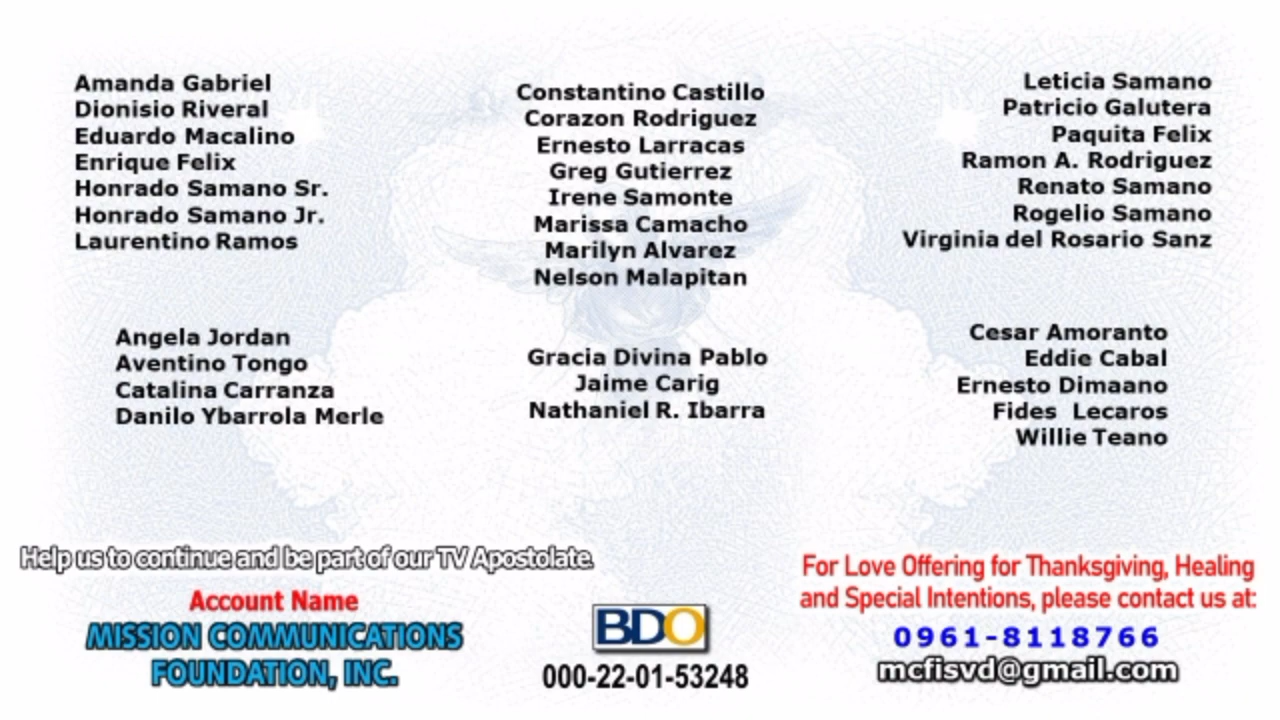 Amanda Gabriel
Dionisio Riveral
Eduardo Macalino
Enrique Felix
Honrado Samano Sr.
Honrado Samano Jr.
Laurentino Ramos
Constantino Castillo
Corazon Rodriguez
Ernesto Larracas
Greg Gutierrez
Irene Samonte
Marissa Camacho
Marilyn Alvarez
Nelson Malapitan
Leticia Samano
Patricio Galutera
Paquita Felix
Ramon A. Rodriguez
Renato Samano
Rogelio Samano
Virginia del Rosario Sanz
Angela Jordan
Aventino Tongo
Catalina Carranza
Danilo Ybarrola Merle
Gracia Divina Pablo
Jaime Carig
Nathaniel R. Ibarra
Cesar Amoranto
Eddie Cabal
Ernesto Dimaano
Fides Lecaros
Willie Teano
Help us to continue and be part of our TV Apostolate.
Account Name
MISSION COMMUNICATIONS
FOUNDATION, INC.
BDO
000-22-01-53248
For Love Offering for Thanksgiving, Healing
and Special Intentions, please contact us at:
0961-8118766
mcfisvd@gmail.com